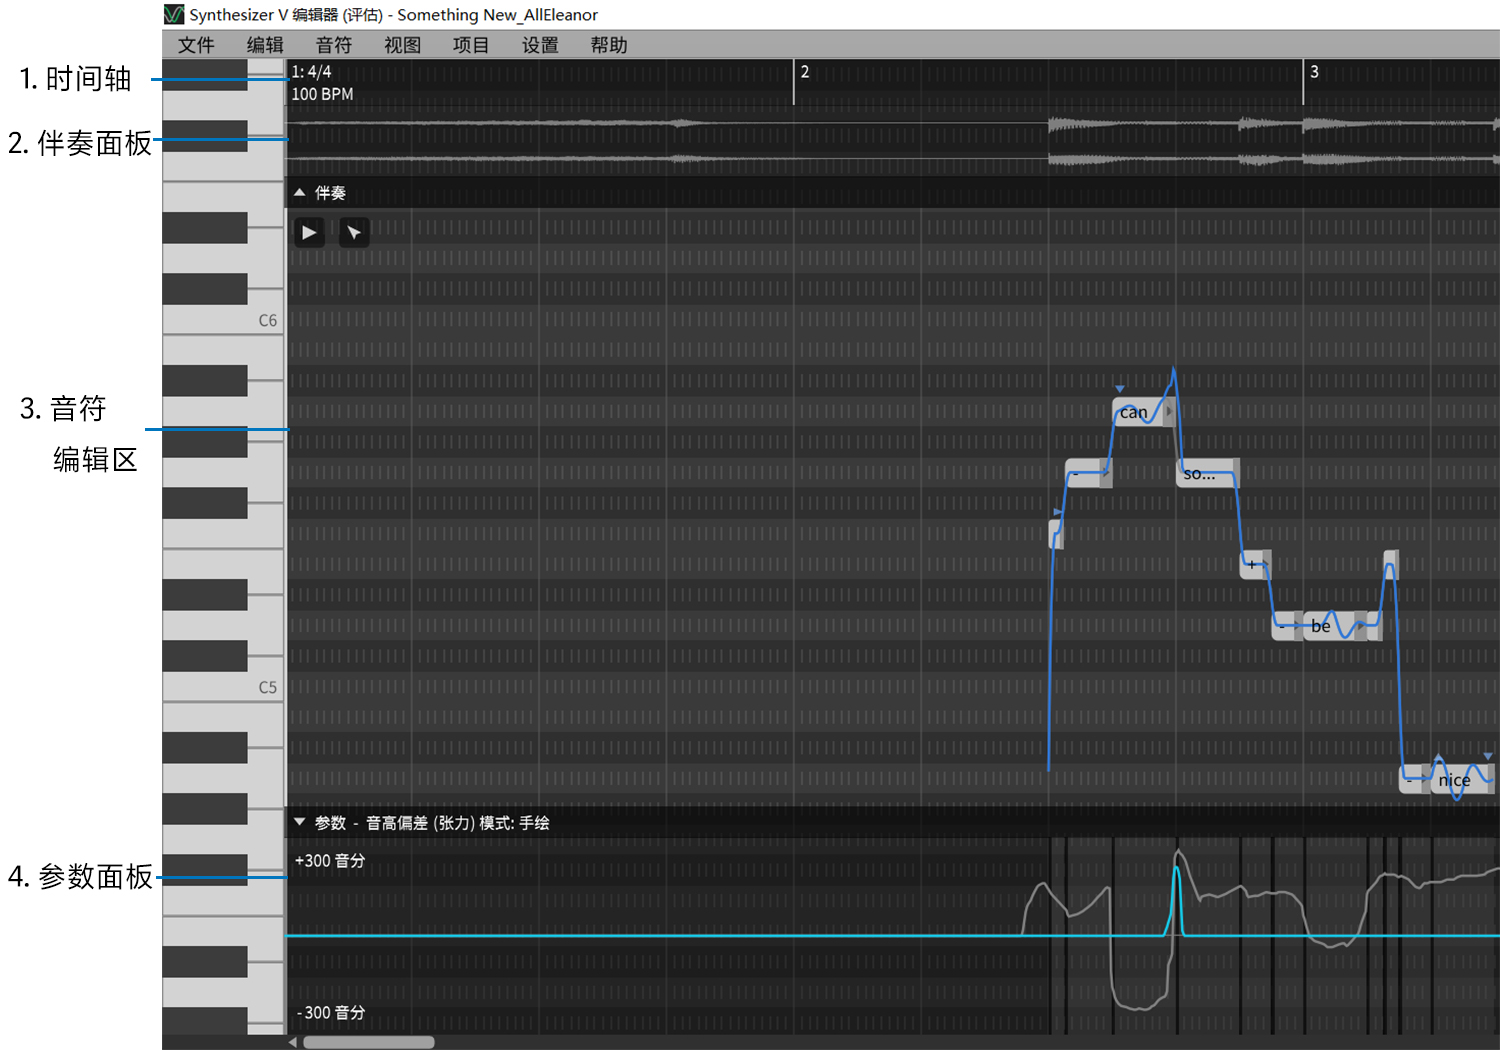 Synthesizer V 编辑器 (评估) - Something New_AllEleanor
文件 编辑 音符 视图 项目 设置 帮助
1. 时间轴
1: 4/4 2 3
100 BPM
2. 伴奏面板
伴奏
C6
can
3. 音符
编辑区
- so...
+
- be
C5
- nice
参数 - 音高偏差 (张力) 模式: 手绘
+300 音分
4. 参数面板
-300 音分